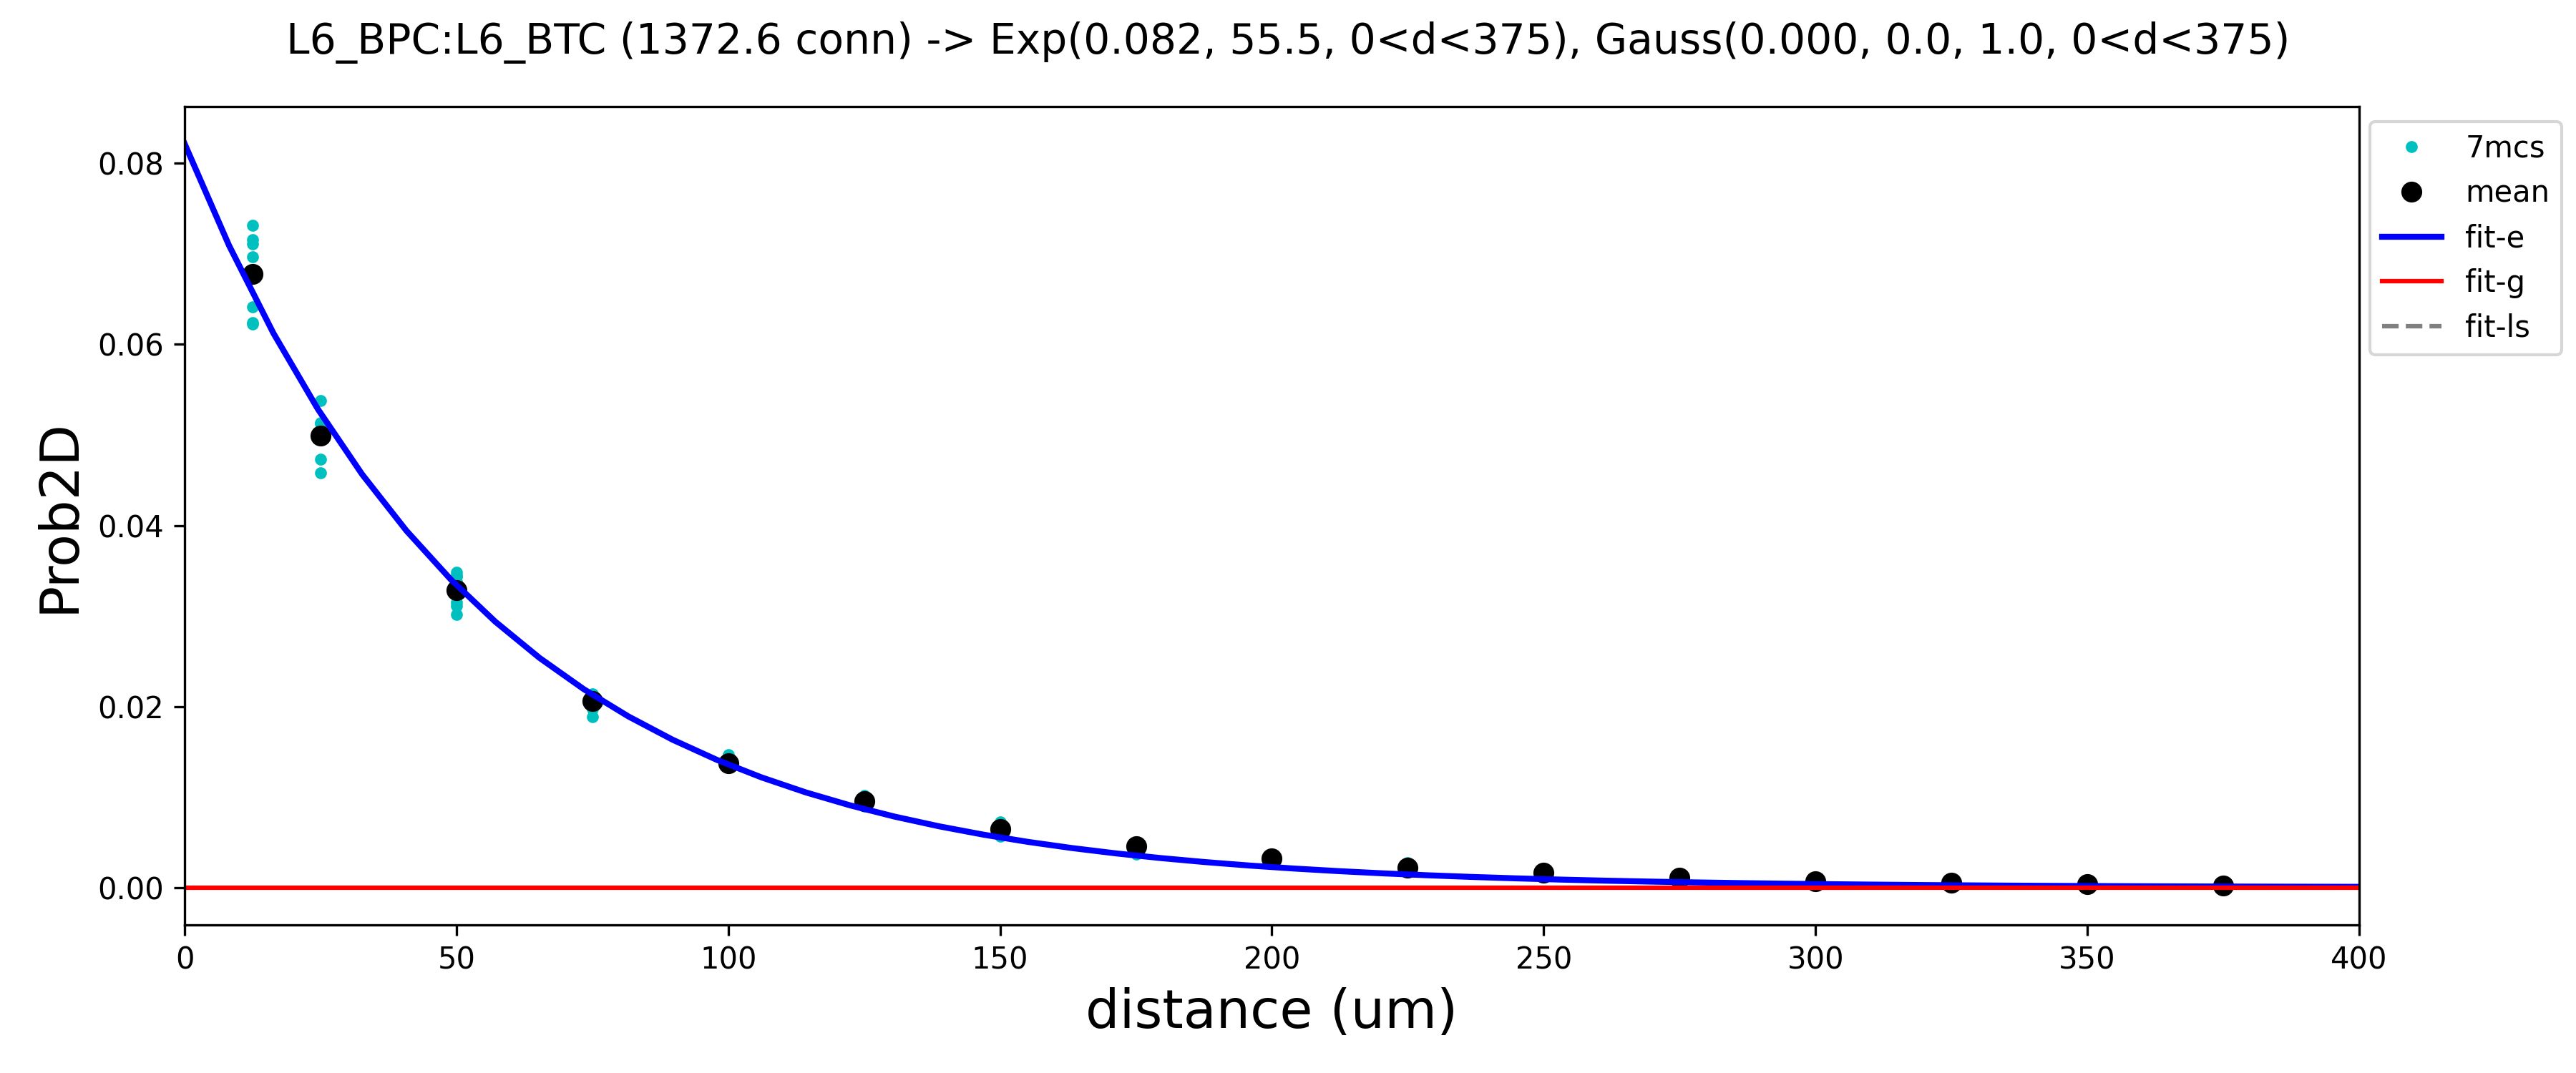 L6_BPC:L6_BTC (1372.6 conn) -> Exp(0.082, 55.5, 0<d<375), Gauss(0.000, 0.0, 1.0, 0<d<375)
7mcs
mean
fit-e
fit-g
fit-ls
Prob2D
0.08
0.06
0.04
0.02
0.00
0 50 100 150 200 250 300 350 400
distance (um)